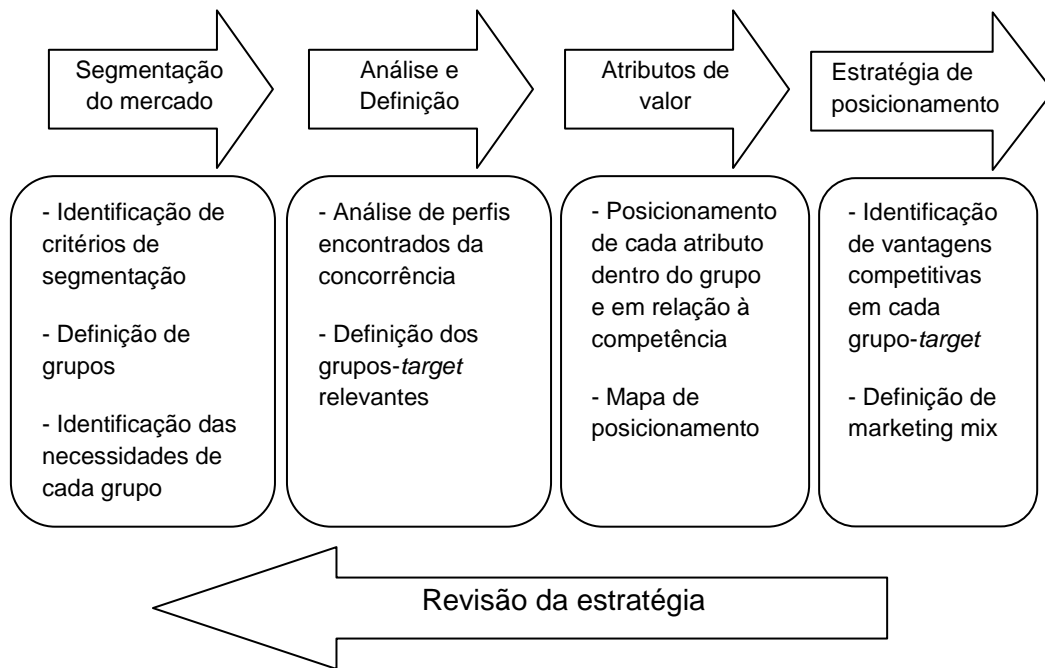 Segmentação
do mercado
Análise e
Definição
Atributos de
valor
Estratégia de
posicionamento
- Identificação de
critérios de
segmentação
- Definição de
grupos
- Identificação das
necessidades de
cada grupo
- Análise de perfis
encontrados da
concorrência
- Definição dos
grupos-target
relevantes
- Posicionamento
de cada atributo
dentro do grupo
e em relação à
competência
- Mapa de
posicionamento
- Identificação
de vantagens
competitivas
em cada
grupo-target
- Definição de
marketing mix
Revisão da estratégia